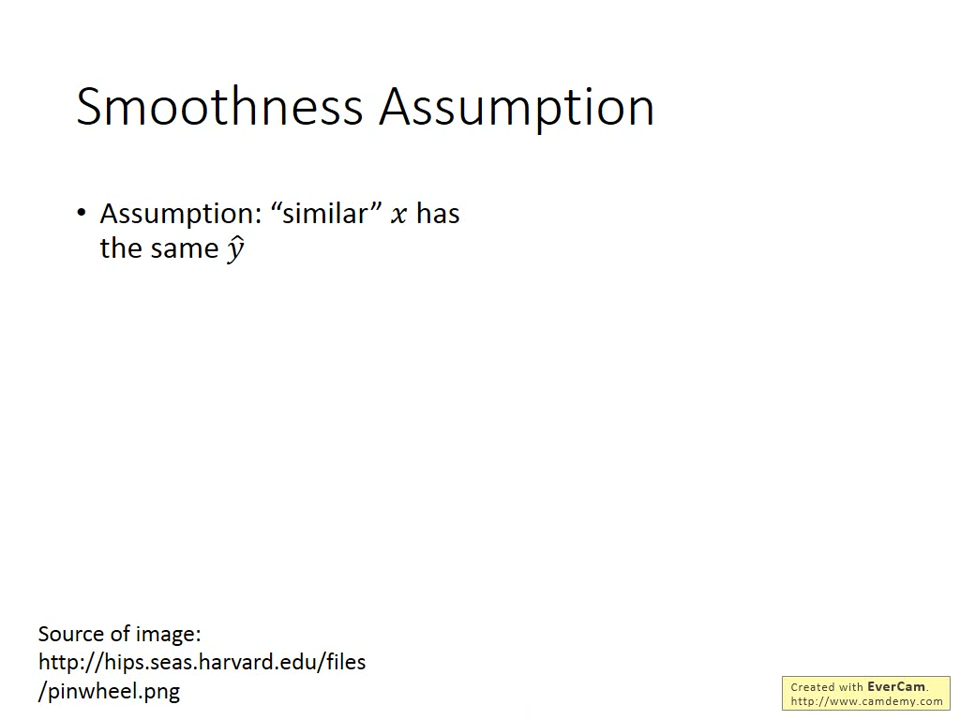 Smoothness Assumption
• Assumption: “similar” x has
the same ŷ
Source of image:
http://hips.seas.harvard.edu/files
/pinwheel.png
Created with EverCam.
http://www.camdemy.com